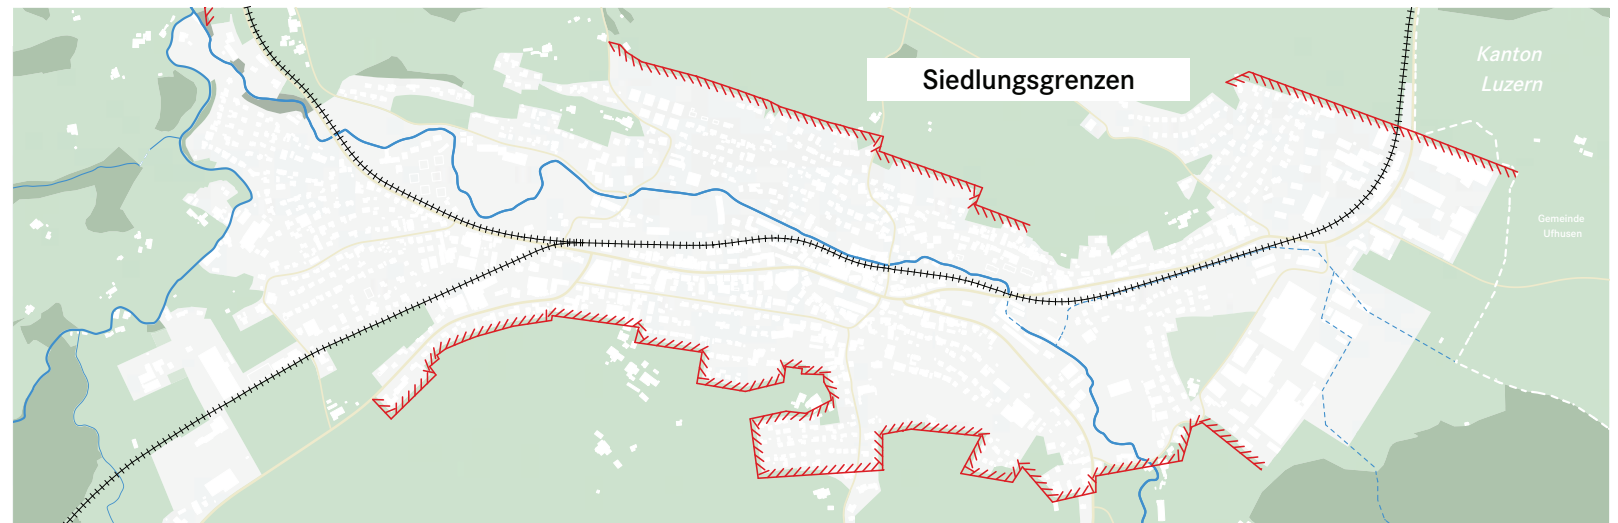 Siedlungsgrenzen
Kanton
Luzern
Gemeinde
Ufhusen